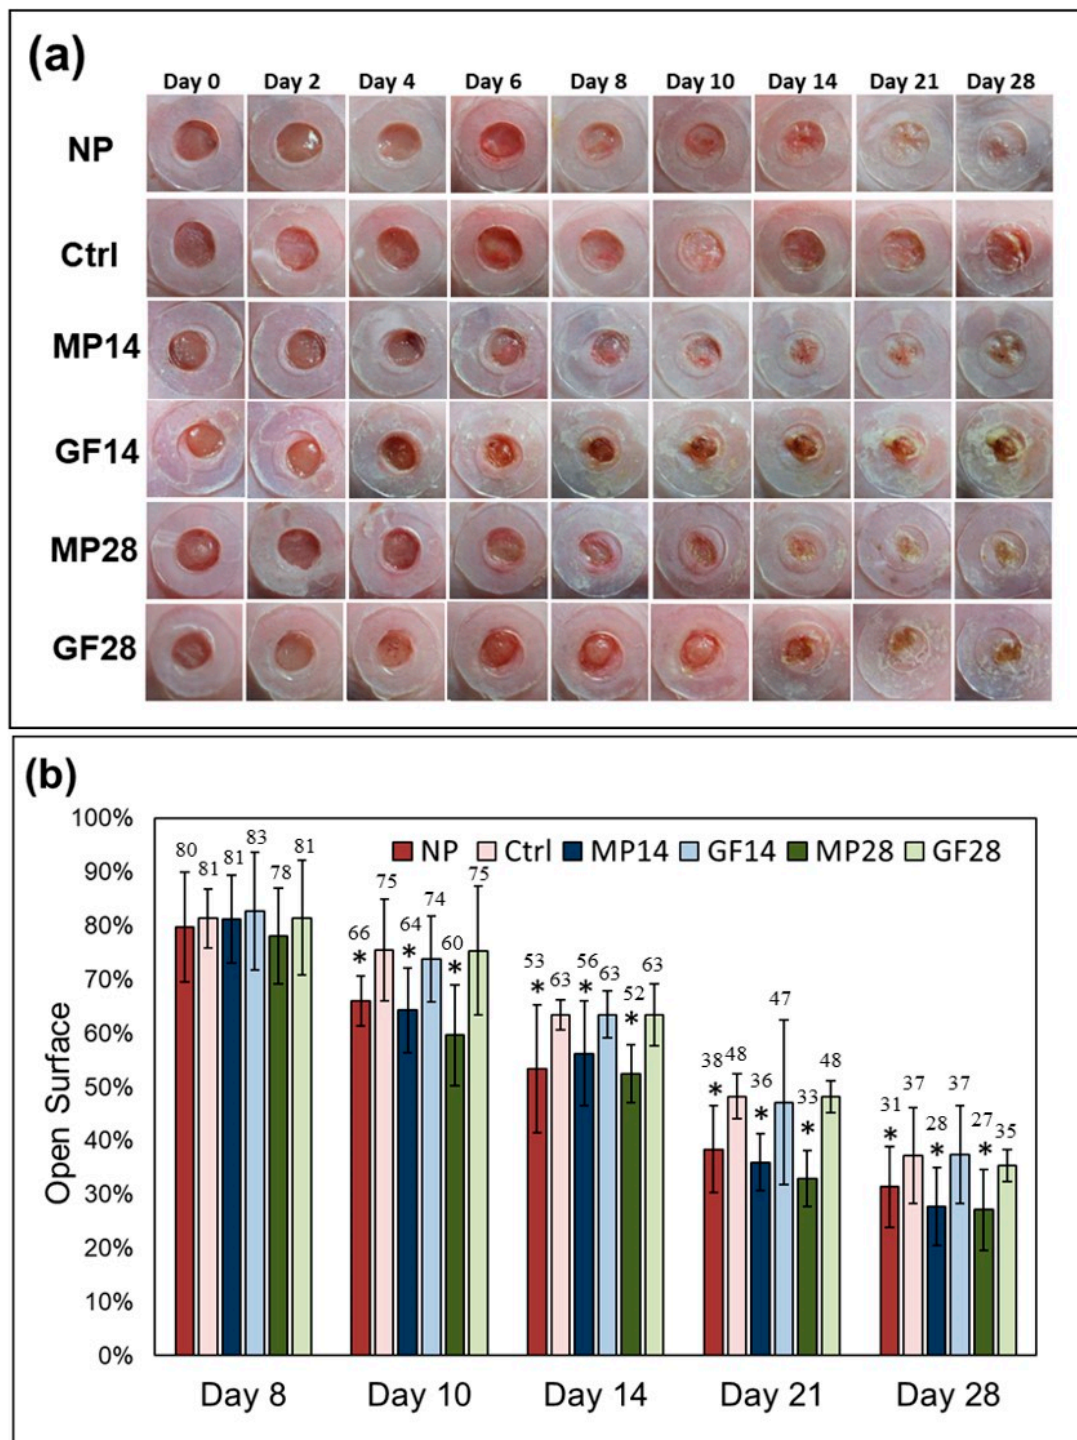 (a)
Day 0 Day 2 Day 4 Day 6 Day 8 Day 10 Day 14 Day 21 Day 28
NP
Ctrl
MP14
GF14
MP28
GF28
(b)
100%
90%
80%
70%
60%
50%
40%
30%
20%
10%
0%
Open Surface
NP Ctrl MP14 GF14 MP28 GF28
80 81 81 83 78 81
66 75 64 74 60 75
* * *
53 63 56 63 52 63
* * *
38 48 36 47 33 48
* * *
31 37 28 37 27 35
* * *
Day 8 Day 10 Day 14 Day 21 Day 28